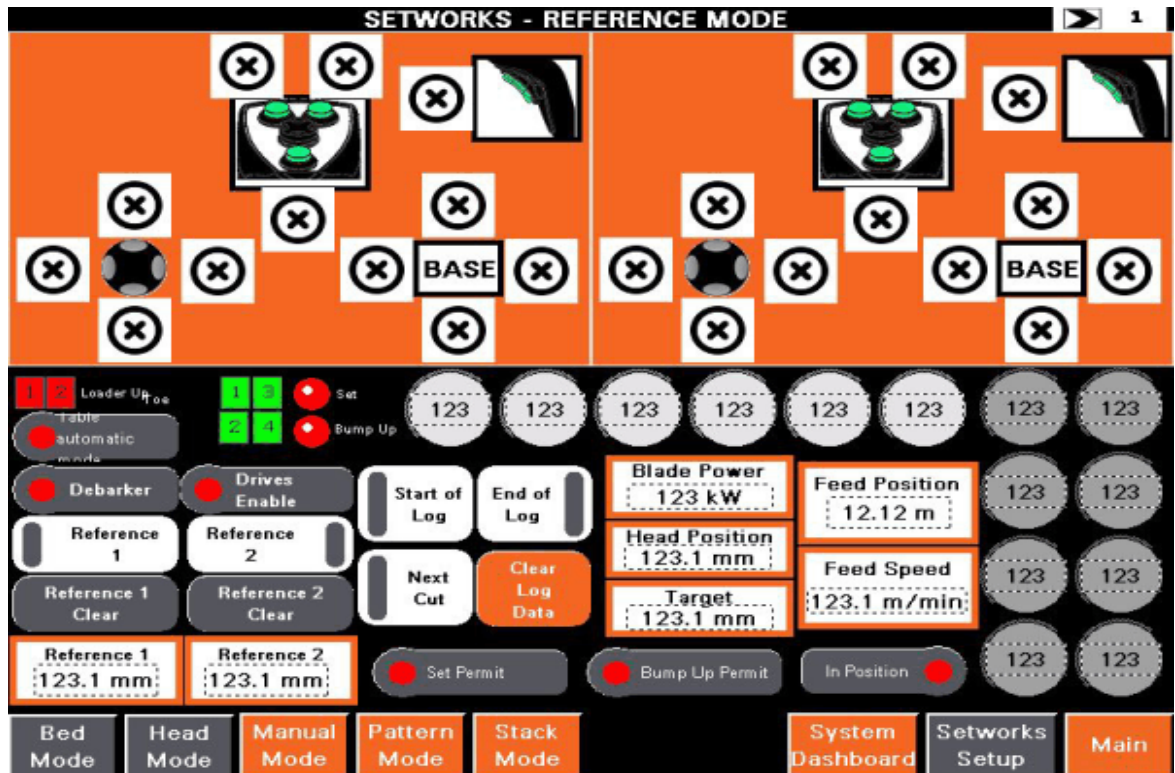 SETWORKS - REFERENCE MODE
1
BASE
BASE
1 2 Loader Up
Toe
1 3 Set
2 4 Bump Up
123 123 123 123 123 123 123 123
Table
automatic
mode
Debarker
Drives
Enable
Start of
Log
End of
Log
Blade Power
123 kW
Feed Position
12.12 m
123 123
Reference
1
Reference
2
Head Position
123.1 mm
Next
Cut
Clear
Log
Data
Feed Speed
123.1 m/min
123 123
Reference 1
Clear
Reference 2
Clear
Target
123.1 mm
Reference 1
123.1 mm
Reference 2
123.1 mm
Set Permit
Bump Up Permit
In Position
123 123
Bed
Mode
Head
Mode
Manual
Mode
Pattern
Mode
Stack
Mode
System
Dashboard
Setworks
Setup
Main